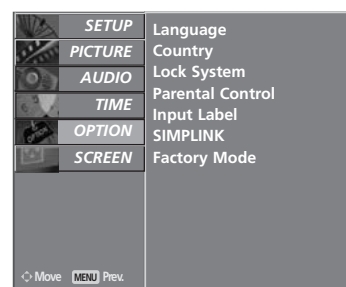 SETUP
PICTURE
AUDIO
TIME
OPTION
SCREEN
Language
Country
Lock System
Parental Control
Input Label
SIMPLINK
Factory Mode
Move MENU Prev.